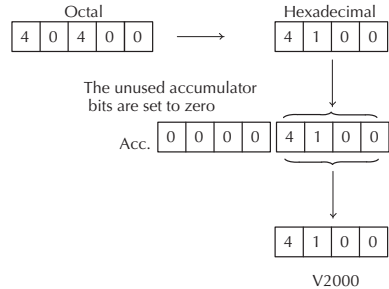 Octal
Hexadecimal
4 0 4 0 0
4 1 0 0
The unused accumulator
bits are set to zero
Acc. 0 0 0 0 4 1 0 0
4 1 0 0
V2000